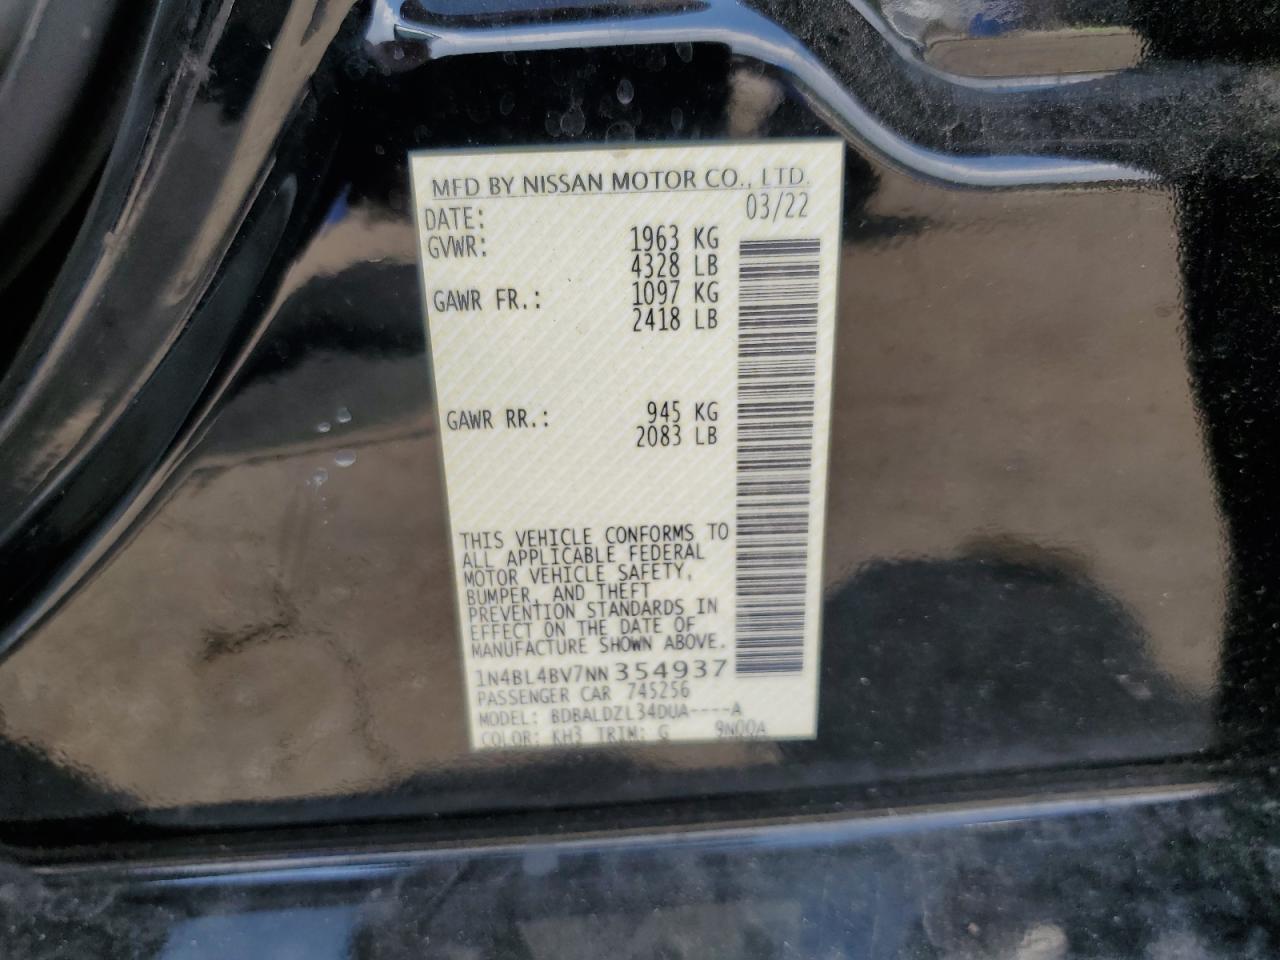 MFD BY NISSAN MOTOR CO., LTD.
DATE: 03/22
GVWR: 1963 KG
4328 LB
GAWR FR.: 1097 KG
2418 LB
GAWR RR.: 945 KG
2083 LB
THIS VEHICLE CONFORMS TO
ALL APPLICABLE FEDERAL
MOTOR VEHICLE SAFETY,
BUMPER, AND THEFT
PREVENTION STANDARDS IN
EFFECT ON THE DATE OF
MANUFACTURE SHOWN ABOVE.
1N4BL4BV7NN354937
PASSENGER CAR 745256
MODEL: BDBALDZL34DUA----A
COLOR: KH3 TRIM: G 9N00A